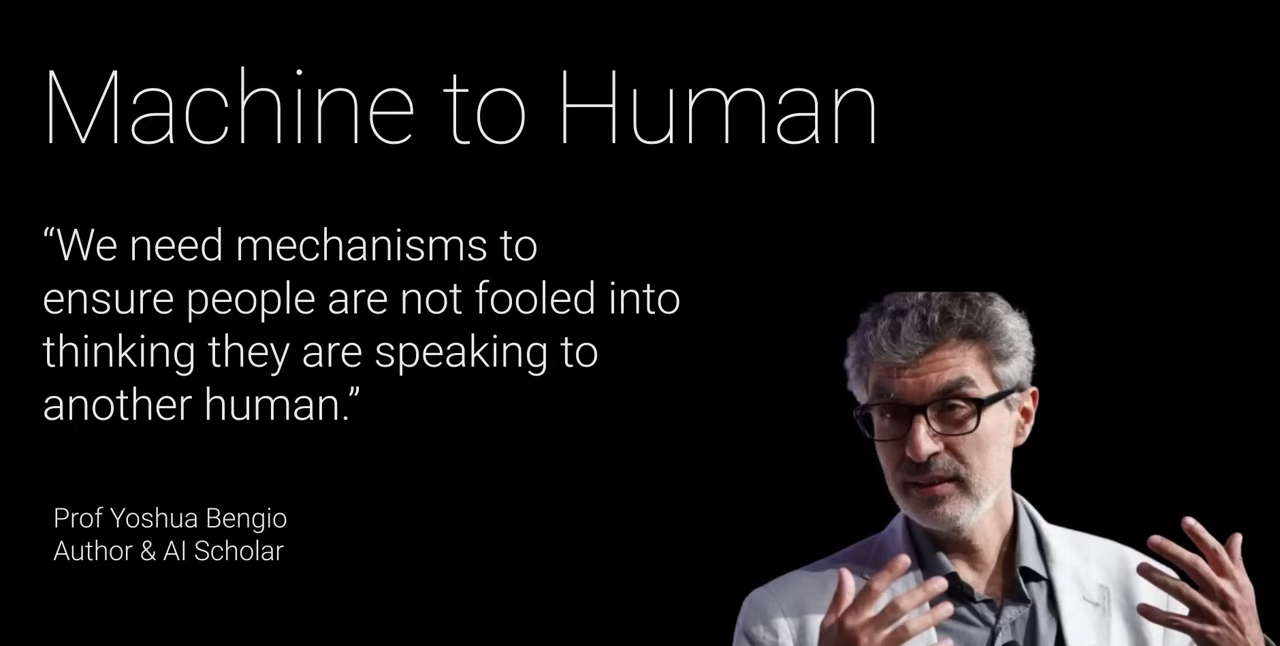 Machine to Human
“We need mechanisms to
ensure people are not fooled into
thinking they are speaking to
another human.”
Prof Yoshua Bengio
Author & AI Scholar